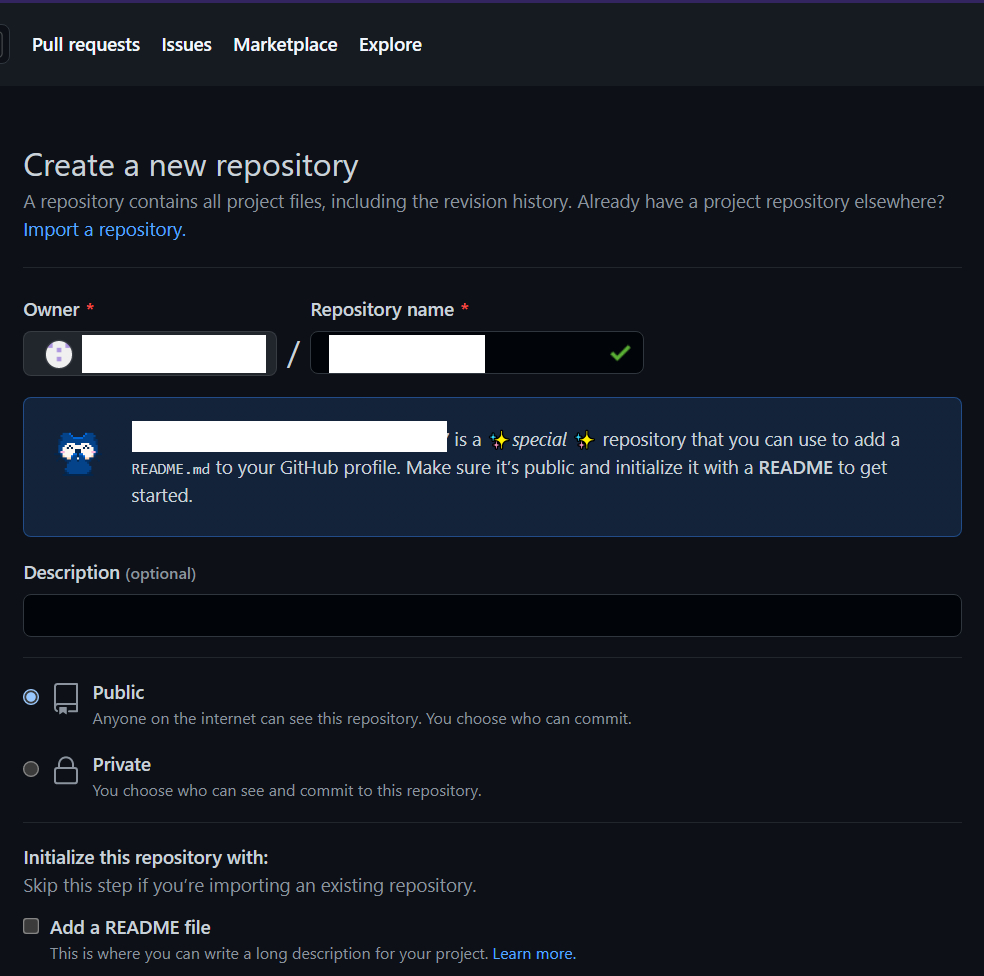 Pull requests Issues Marketplace Explore
Create a new repository
A repository contains all project files, including the revision history. Already have a project repository elsewhere?
Import a repository.
Owner * Repository name *
/
is a ✨ special ✨ repository that you can use to add a
README.md to your GitHub profile. Make sure it’s public and initialize it with a README to get
started.
Description (optional)
Public
Anyone on the internet can see this repository. You choose who can commit.
Private
You choose who can see and commit to this repository.
Initialize this repository with:
Skip this step if you’re importing an existing repository.
Add a README file
This is where you can write a long description for your project. Learn more.